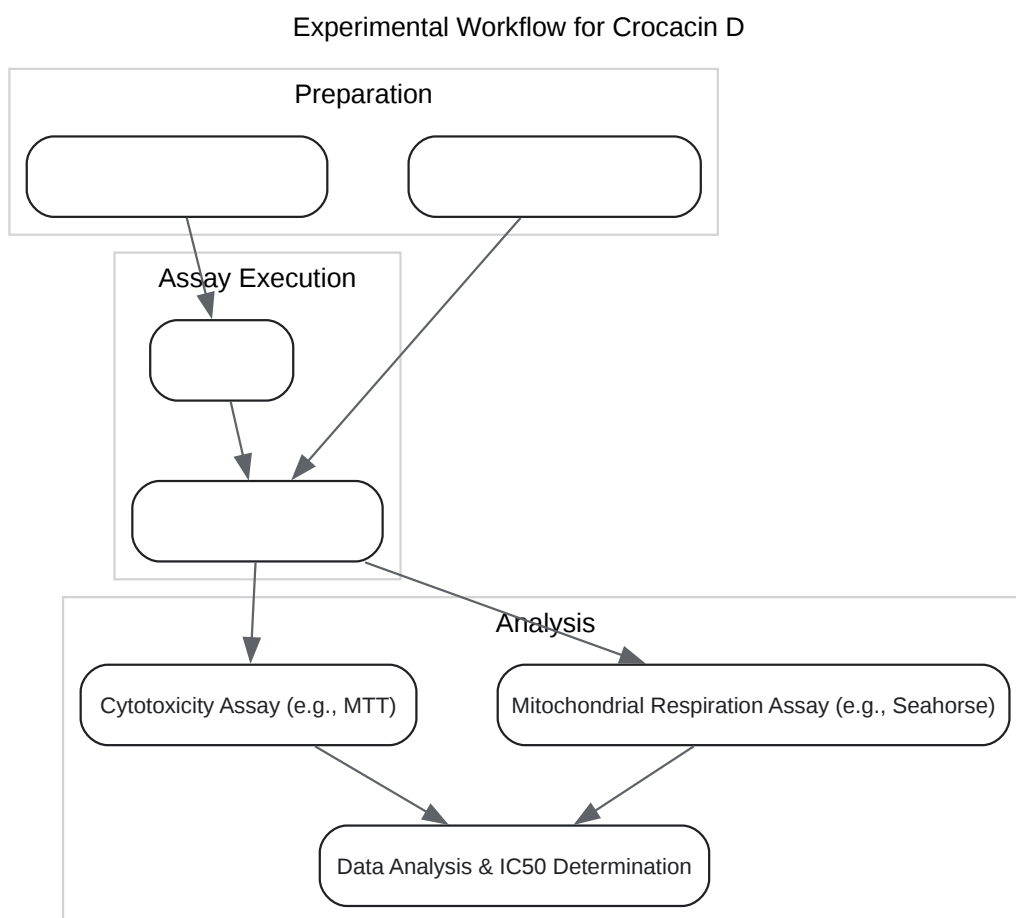 Experimental Workflow for Crocacin D
Preparation
Assay Execution
Analysis
Cytotoxicity Assay (e.g., MTT)
Mitochondrial Respiration Assay (e.g., Seahorse)
Data Analysis & IC50 Determination